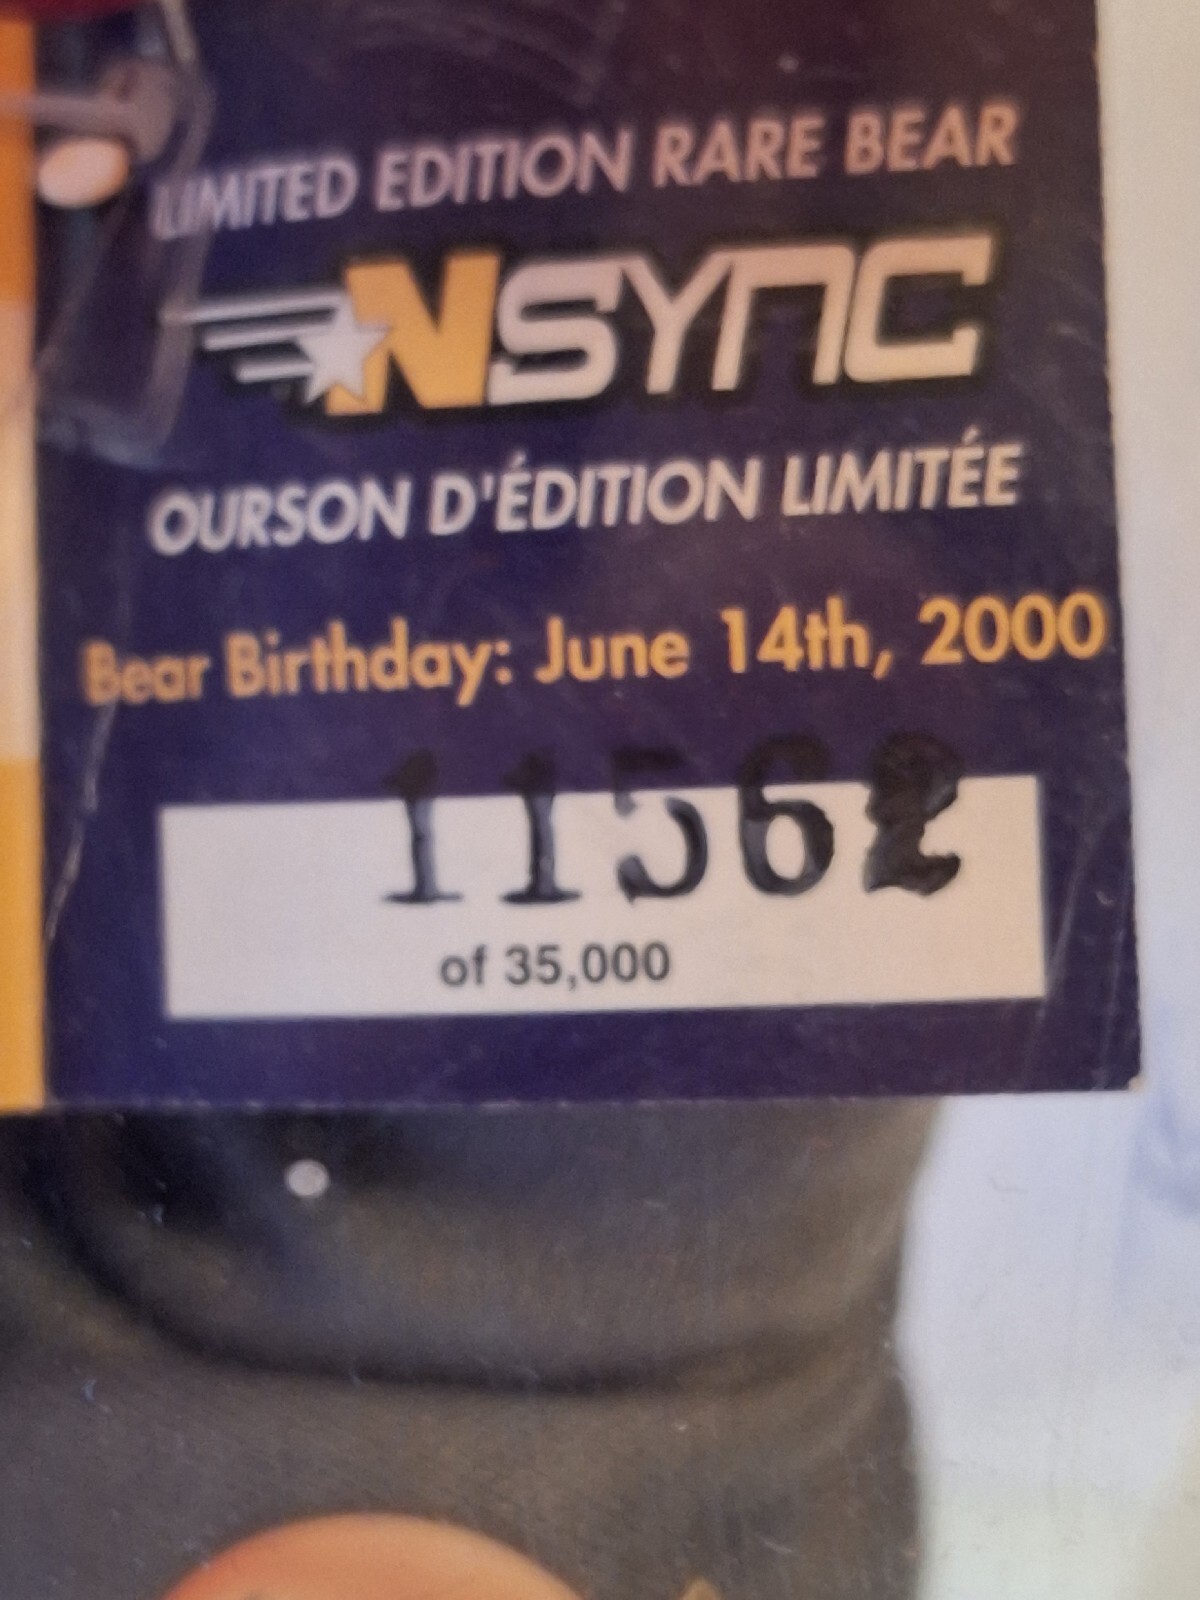 LIMITED EDITION RARE BEAR
NSYNC
OURSON D'ÉDITION LIMITÉE
Bear Birthday: June 14th, 2000
11562
of 35,000